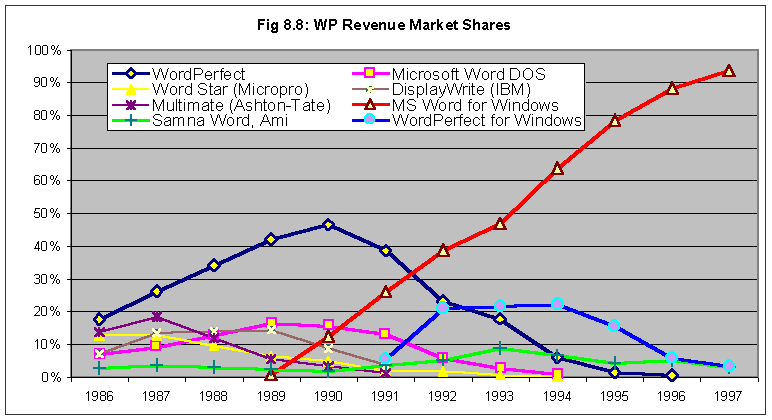 Fig 8.8: WP Revenue Market Shares
100%
90%
80%
70%
60%
50%
40%
30%
20%
10%
0%
WordPerfect
Microsoft Word DOS
Word Star (Micropro)
DisplayWrite (IBM)
Multimate (Ashton-Tate)
MS Word for Windows
Samna Word, Ami
WordPerfect for Windows
1986 1987 1988 1989 1990 1991 1992 1993 1994 1995 1996 1997